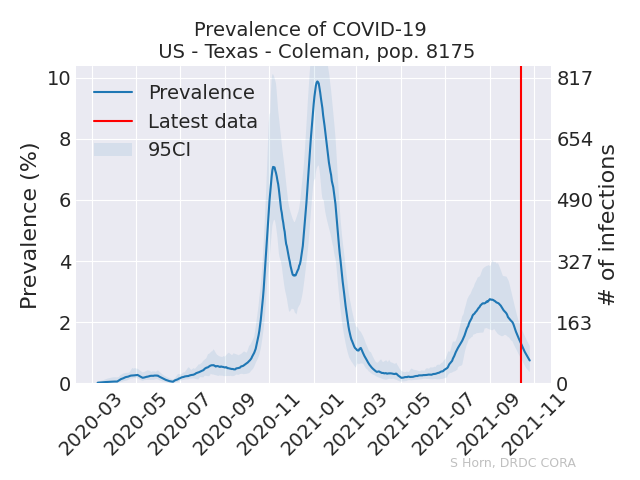 Prevalence of COVID-19
US - Texas - Coleman, pop. 8175
Prevalence
Latest data
95CI
Prevalence (%)
10
8
6
4
2
0
817
654
490
327
163
0
# of infections
2020-03
2020-05
2020-07
2020-09
2020-11
2021-01
2021-03
2021-05
2021-07
2021-09
2021-11
S Horn, DRDC CORA